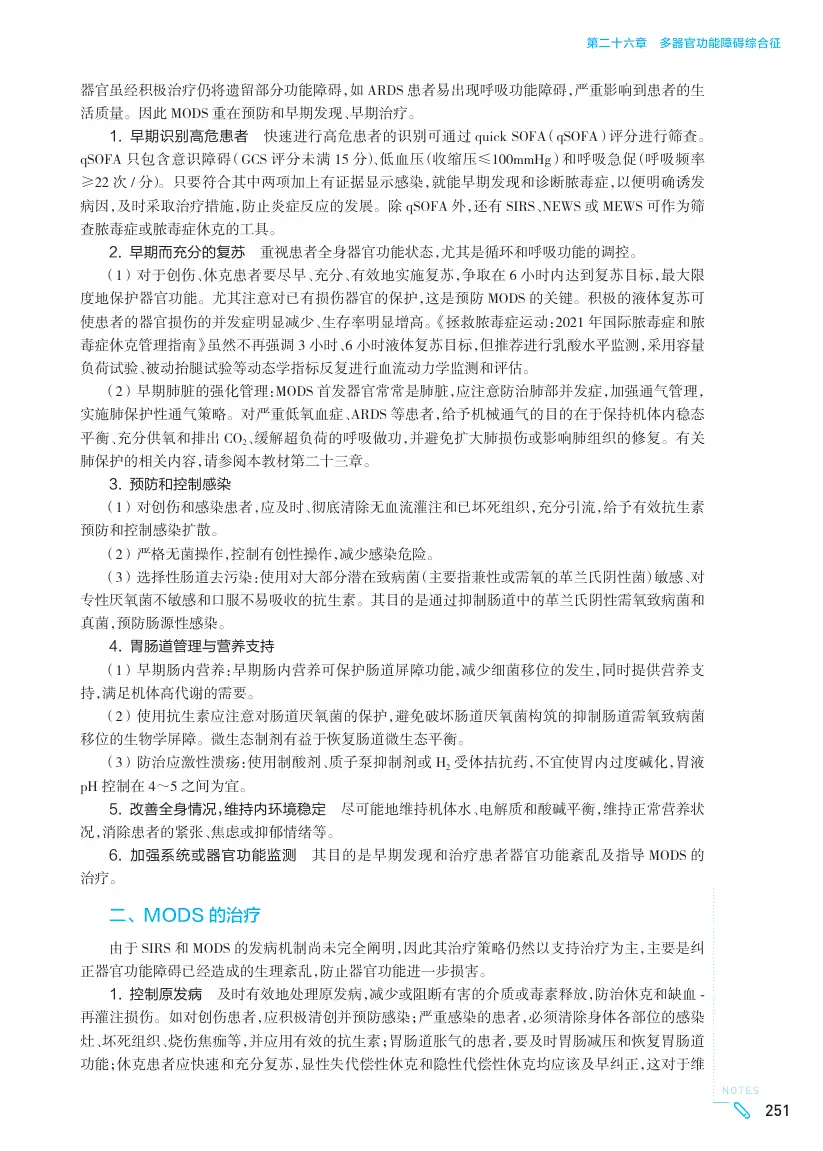 第二十六章 多器官功能障碍综合征
器官虽经积极治疗仍将遗留部分功能障碍,如 ARDS 患者易出现呼吸功能障碍,严重影响到患者的生
活质量。因此 MODS 重在预防和早期发现、早期治疗。
1. 早期识别高危患者 快速进行高危患者的识别可通过 quick SOFA(qSOFA)评分进行筛查。
qSOFA 只包含意识障碍(GCS 评分未满 15 分)、低血压(收缩压≤100mmHg)和呼吸急促(呼吸频率
≥22 次 / 分)。只要符合其中两项加上有证据显示感染,就能早期发现和诊断脓毒症,以便明确诱发
病因,及时采取治疗措施,防止炎症反应的发展。除 qSOFA 外,还有 SIRS、NEWS 或 MEWS 可作为筛
查脓毒症或脓毒症休克的工具。
2. 早期而充分的复苏 重视患者全身器官功能状态,尤其是循环和呼吸功能的调控。
(1)对于创伤、休克患者要尽早、充分、有效地实施复苏,争取在 6 小时内达到复苏目标,最大限
度地保护器官功能。尤其注意对已有损伤器官的保护,这是预防 MODS 的关键。积极的液体复苏可
使患者的器官损伤的并发症明显减少、生存率明显增高。《拯救脓毒症运动:2021 年国际脓毒症和脓
毒症休克管理指南》虽然不再强调 3 小时、6 小时液体复苏目标,但推荐进行乳酸水平监测,采用容量
负荷试验、被动抬腿试验等动态学指标反复进行血流动力学监测和评估。
(2)早期肺脏的强化管理:MODS 首发器官常常是肺脏,应注意防治肺部并发症,加强通气管理,
实施肺保护性通气策略。对严重低氧血症、ARDS 等患者,给予机械通气的目的在于保持机体内稳态
平衡、充分供氧和排出 CO₂、缓解超负荷的呼吸做功,并避免扩大肺损伤或影响肺组织的修复。有关
肺保护的相关内容,请参阅本教材第二十三章。
3. 预防和控制感染
(1)对创伤和感染患者,应及时、彻底清除无血流灌注和已坏死组织,充分引流,给予有效抗生素
预防和控制感染扩散。
(2)严格无菌操作,控制有创性操作,减少感染危险。
(3)选择性肠道去污染:使用对大部分潜在致病菌(主要指兼性或需氧的革兰氏阴性菌)敏感、对
专性厌氧菌不敏感和口服不易吸收的抗生素。其目的是通过抑制肠道中的革兰氏阴性需氧致病菌和
真菌,预防肠源性感染。
4. 胃肠道管理与营养支持
(1)早期肠内营养:早期肠内营养可保护肠道屏障功能,减少细菌移位的发生,同时提供营养支
持,满足机体高代谢的需要。
(2)使用抗生素应注意对肠道厌氧菌的保护,避免破坏肠道厌氧菌构筑的抑制肠道需氧致病菌
移位的生物学屏障。微生态制剂有益于恢复肠道微生态平衡。
(3)防治应激性溃疡:使用制酸剂、质子泵抑制剂或 H₂ 受体拮抗药,不宜使胃内过度碱化,胃液
pH 控制在 4～5 之间为宜。
5. 改善全身情况,维持内环境稳定 尽可能地维持机体水、电解质和酸碱平衡,维持正常营养状
况,消除患者的紧张、焦虑或抑郁情绪等。
6. 加强系统或器官功能监测 其目的是早期发现和治疗患者器官功能紊乱及指导 MODS 的
治疗。
二、MODS 的治疗
由于 SIRS 和 MODS 的发病机制尚未完全阐明,因此其治疗策略仍然以支持治疗为主,主要是纠
正器官功能障碍已经造成的生理紊乱,防止器官功能进一步损害。
1. 控制原发病 及时有效地处理原发病,减少或阻断有害的介质或毒素释放,防治休克和缺血 -
再灌注损伤。如对创伤患者,应积极清创并预防感染;严重感染的患者,必须清除身体各部位的感染
灶、坏死组织、烧伤焦痂等,并应用有效的抗生素;胃肠道胀气的患者,要及时胃肠减压和恢复胃肠道
功能;休克患者应快速和充分复苏,显性失代偿性休克和隐性代偿性休克均应该及早纠正,这对于维
NOTES
251